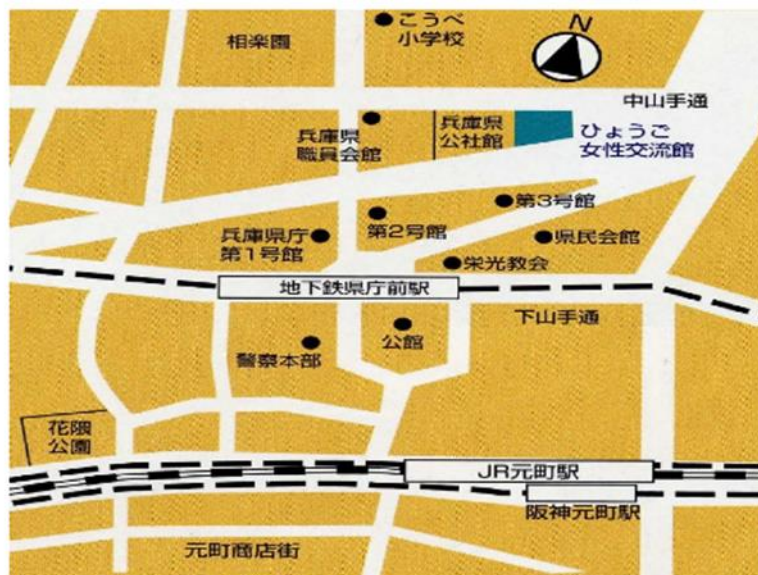 こうべ
小学校
N
相楽園
中山手通
兵庫県
職員会館
兵庫県
公社館
ひょうご
女性交流館
第3号館
第2号館
兵庫県庁
第1号館
県民会館
栄光教会
地下鉄県庁前駅
下山手通
公館
警察本部
花隈
公園
JR元町駅
阪神元町駅
元町商店街